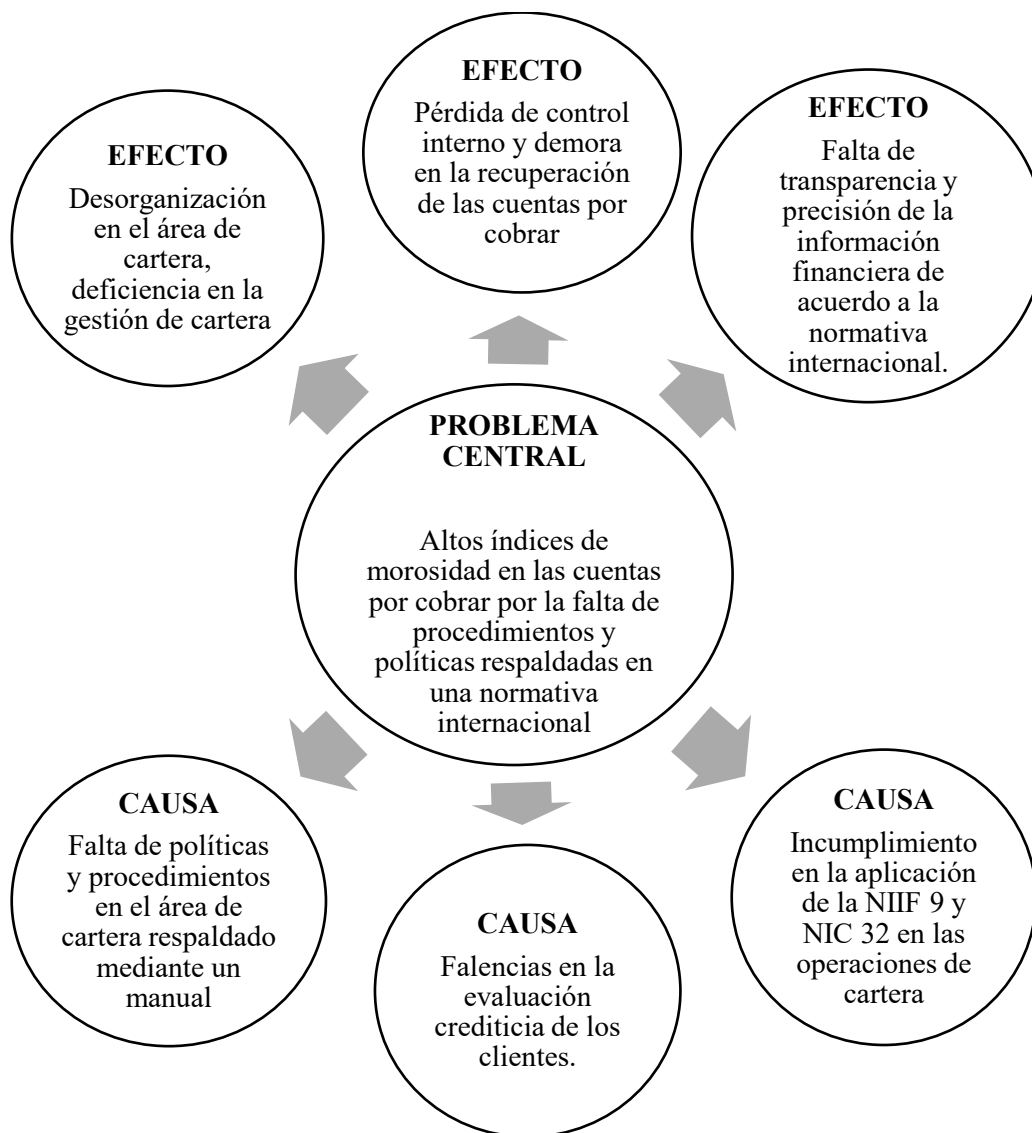 EFECTO
Desorganización
en el área de
cartera,
deficiencia en la
gestión de cartera
EFECTO
Pérdida de control
interno y demora
en la recuperación
de las cuentas por
cobrar
EFECTO
Falta de
transparencia y
precisión de la
información
financiera de
acuerdo a la
normativa
internacional.
PROBLEMA
CENTRAL
Altos índices de
morosidad en las cuentas
por cobrar por la falta de
procedimientos y
políticas respaldadas en
una normativa
internacional
CAUSA
Falta de políticas
y procedimientos
en el área de
cartera respaldado
mediante un
manual
CAUSA
Falencias en la
evaluación
crediticia de los
clientes.
CAUSA
Incumplimiento
en la aplicación
de la NIIF 9 y
NIC 32 en las
operaciones de
cartera